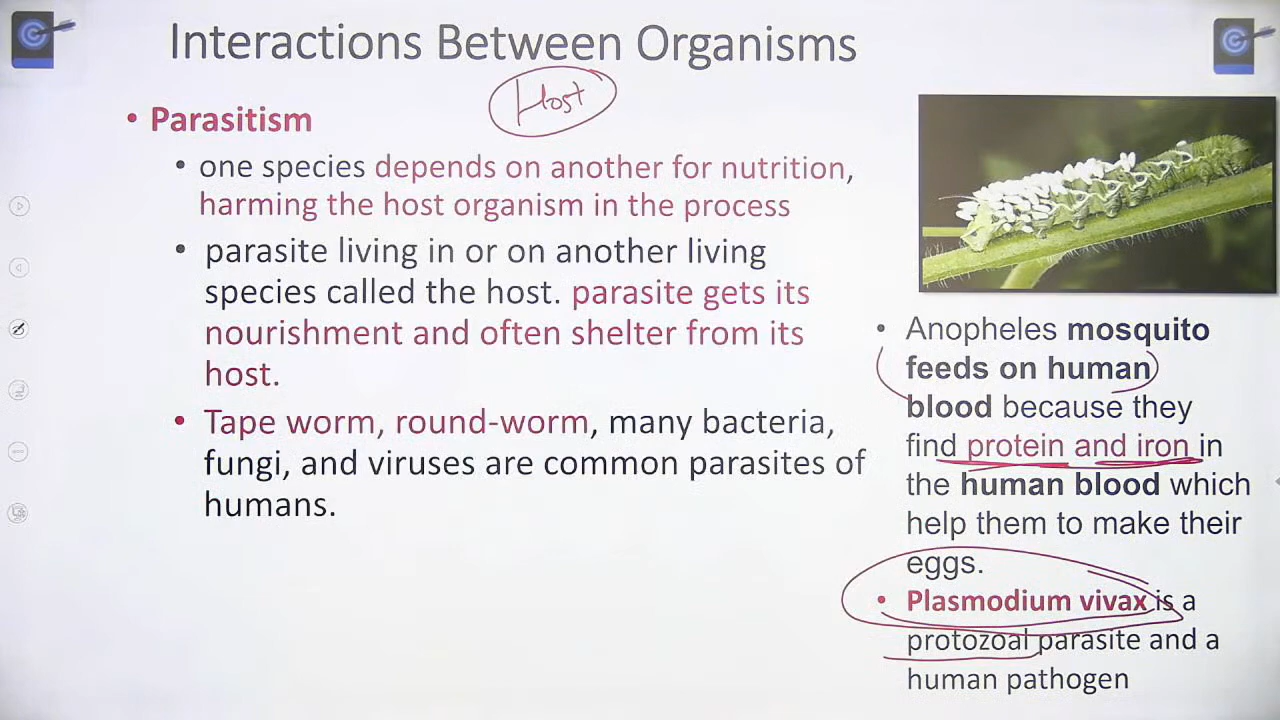 Interactions Between Organisms
Host
• Parasitism
• one species depends on another for nutrition,
harming the host organism in the process
• parasite living in or on another living
species called the host. parasite gets its
nourishment and often shelter from its
host.
• Tape worm, round-worm, many bacteria,
fungi, and viruses are common parasites of
humans.
• Anopheles mosquito
feeds on human
blood because they
find protein and iron in
the human blood which
help them to make their
eggs.
• Plasmodium vivax is a
protozoal parasite and a
human pathogen